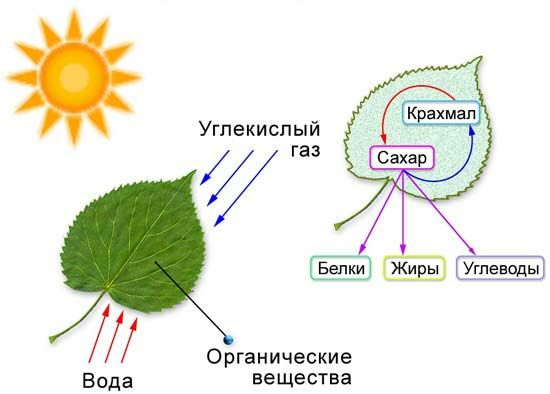 Углекислый
газ
Крахмал
Сахар
Белки
Жиры
Углеводы
Органические
вещества
Вода